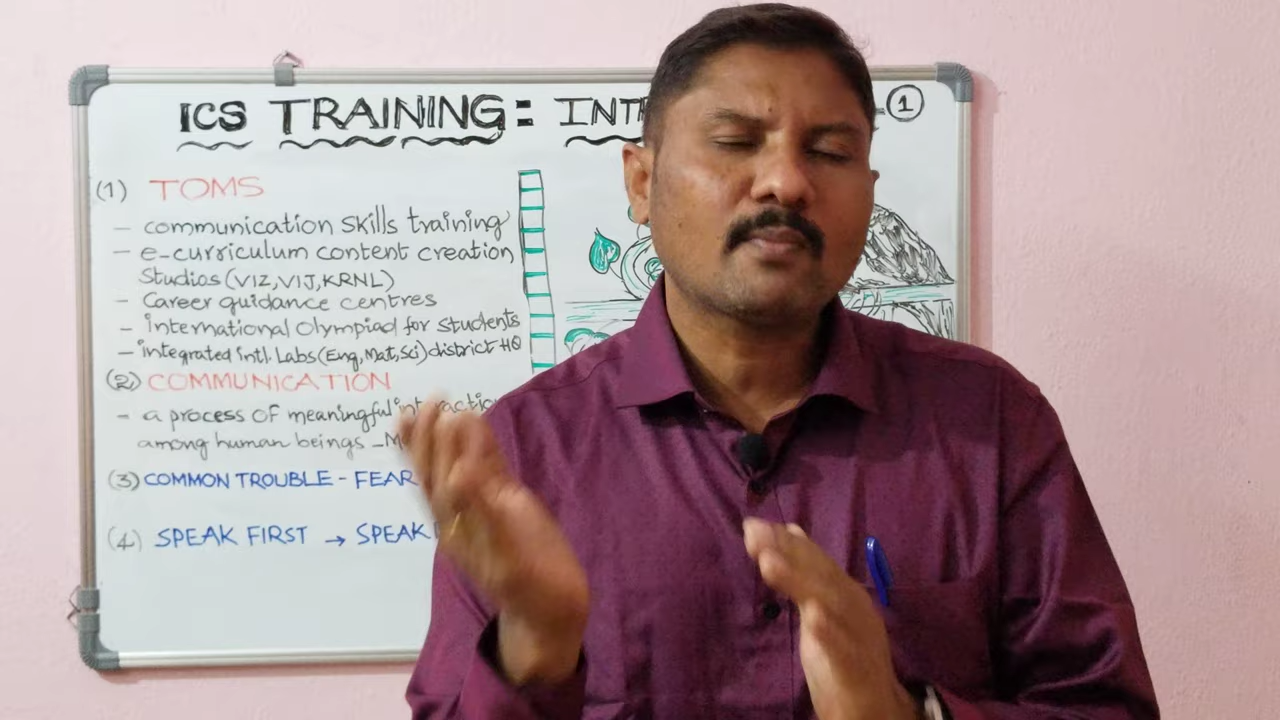 ICS TRAINING: INTR 1
(1) TOMS
- communication skills training
- e-curriculum content creation
Studios (VIZ, VIJ, KRNL)
- Career guidance centres
- International Olympiad for Students
- integrated intl. Labs (Eng, Mat, Sci) district HQ
(2) COMMUNICATION
- a process of meaningful interaction
among human beings - M
(3) COMMON TROUBLE - FEAR
(4) SPEAK FIRST → SPEAK